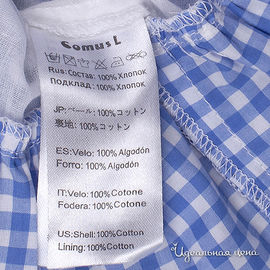 Comus L
Rus: Состав: 100% Хлопок
подклад: 100% Хлопок
JP: ベール: 100% コットン
裏地: 100% コットン
ES: Velo: 100% Algodón
Forro: 100% Algodón
IT: Velo: 100% Cotone
Fodera: 100% Cotone
US: Shell: 100% Cotton
Lining: 100% Cotton
Идеальная цена